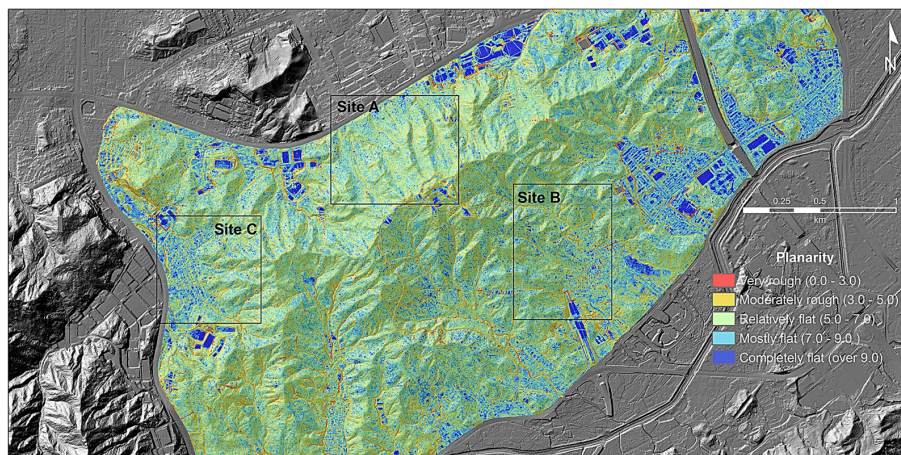 Site A
Site B
Site C
N
0.25
0.5
1
km
Planarity
Very rough (0.0 - 3.0)
Moderately rough (3.0 - 5.0)
Relatively flat (5.0 - 7.0)
Mostly flat (7.0 - 9.0)
Completely flat (over 9.0)